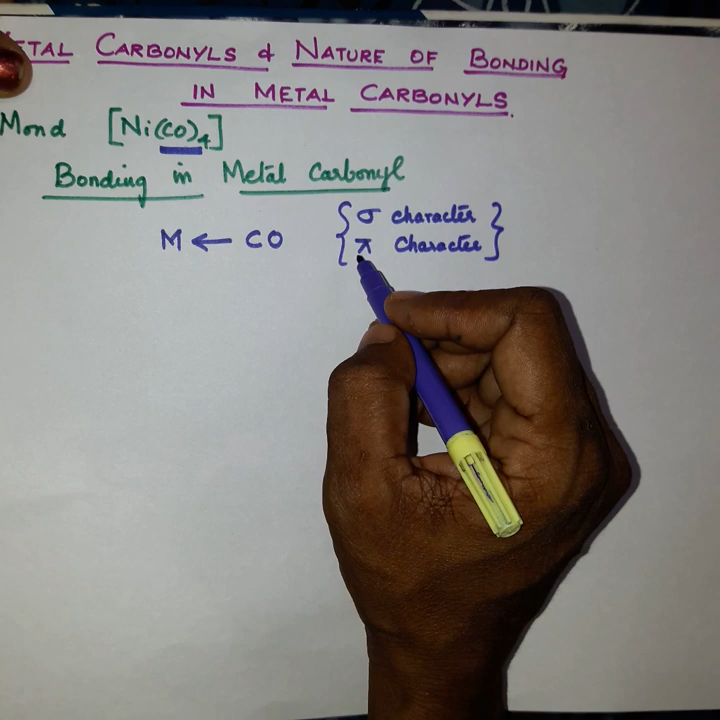 ETAL CARBONYLS & NATURE OF BONDING
IN METAL CARBONYLS.
Mond [Ni(CO)4]
Bonding in Metal Carbonyl
M ← CO { σ character }
{ π Character }